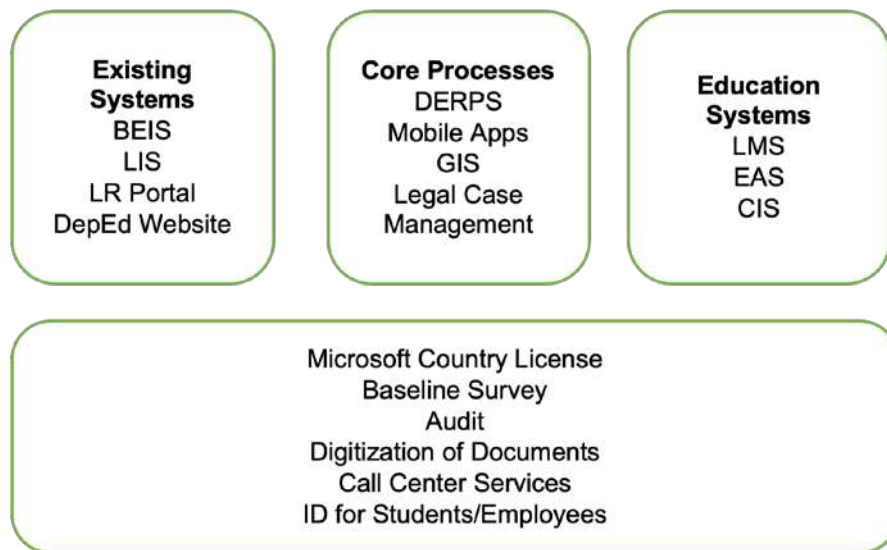 Existing
Systems
BEIS
LIS
LR Portal
DepEd Website
Core Processes
DERPS
Mobile Apps
GIS
Legal Case
Management
Education
Systems
LMS
EAS
CIS
Microsoft Country License
Baseline Survey
Audit
Digitization of Documents
Call Center Services
ID for Students/Employees